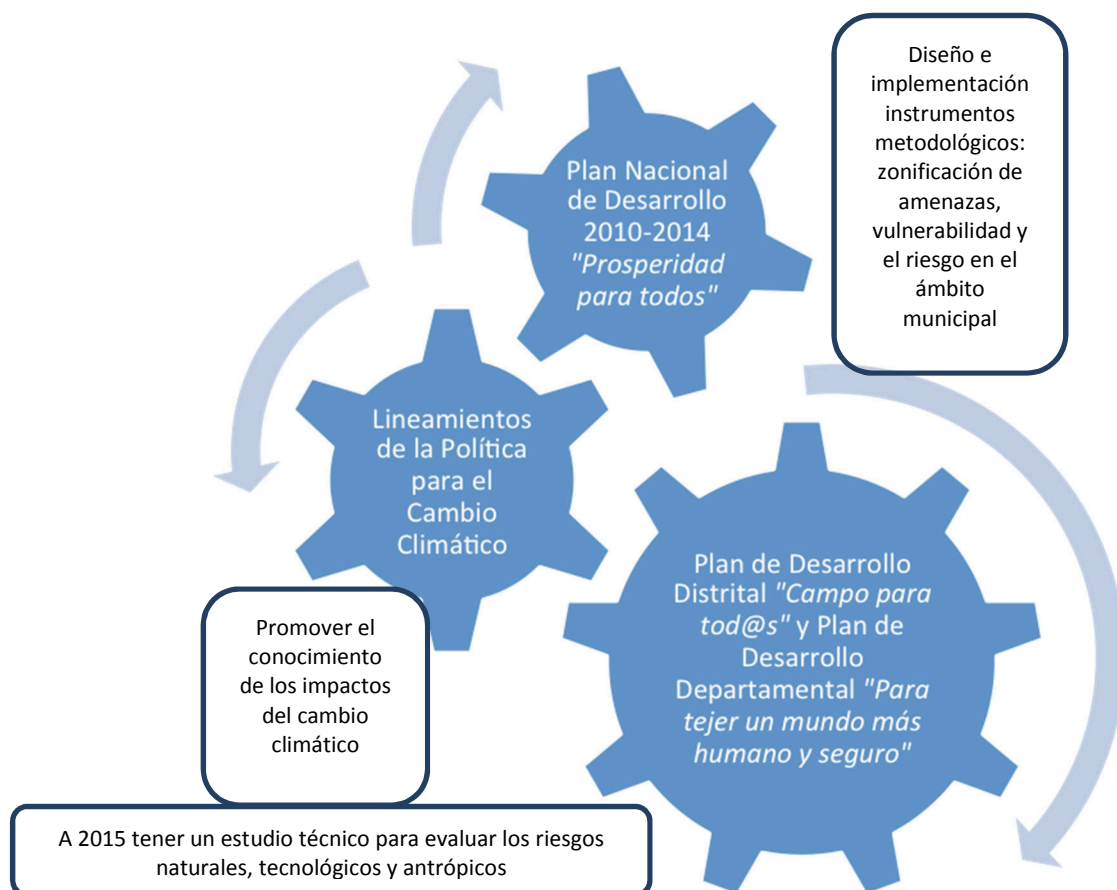 Diseño e
implementación
instrumentos
metodológicos:
zonificación de
amenazas,
vulnerabilidad y
el riesgo en el
ámbito
municipal
Plan Nacional
de Desarrollo
2010-2014
"Prosperidad
para todos"
Lineamientos
de la Política
para el
Cambio
Climático
Plan de Desarrollo
Distrital "Campo para
tod@s" y Plan de
Desarrollo
Departamental "Para
tejer un mundo más
humano y seguro"
Promover el
conocimiento
de los impactos
del cambio
climático
A 2015 tener un estudio técnico para evaluar los riesgos
naturales, tecnológicos y antrópicos